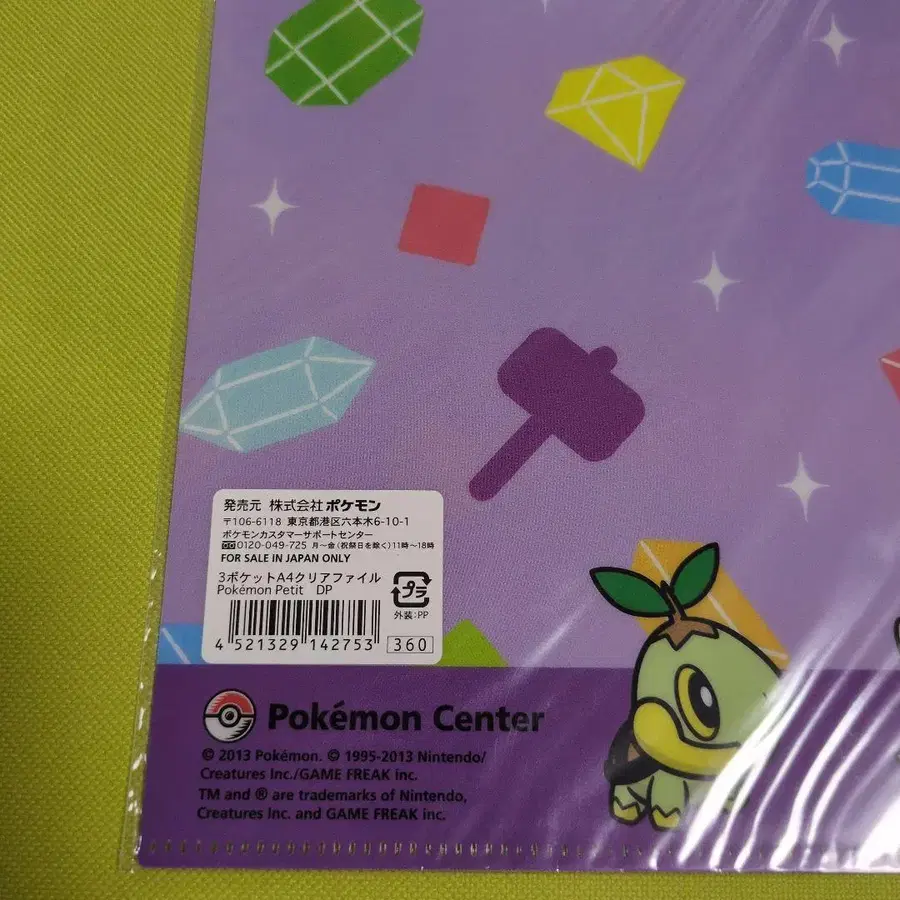 発売元 株式会社ポケモン
〒106-6118 東京都港区六本木6-10-1
ポケモンカスタマーサポートセンター
0120-049-725 月～金(祝祭日を除く)11時～18時
FOR SALE IN JAPAN ONLY
3ポケットA4クリアファイル
Pokémon Petit DP
プラ
外装:PP
4 521329 142753
360
Pokémon Center
© 2013 Pokémon. © 1995-2013 Nintendo/
Creatures Inc./GAME FREAK inc.
TM and ® are trademarks of Nintendo,
Creatures Inc. and GAME FREAK inc.